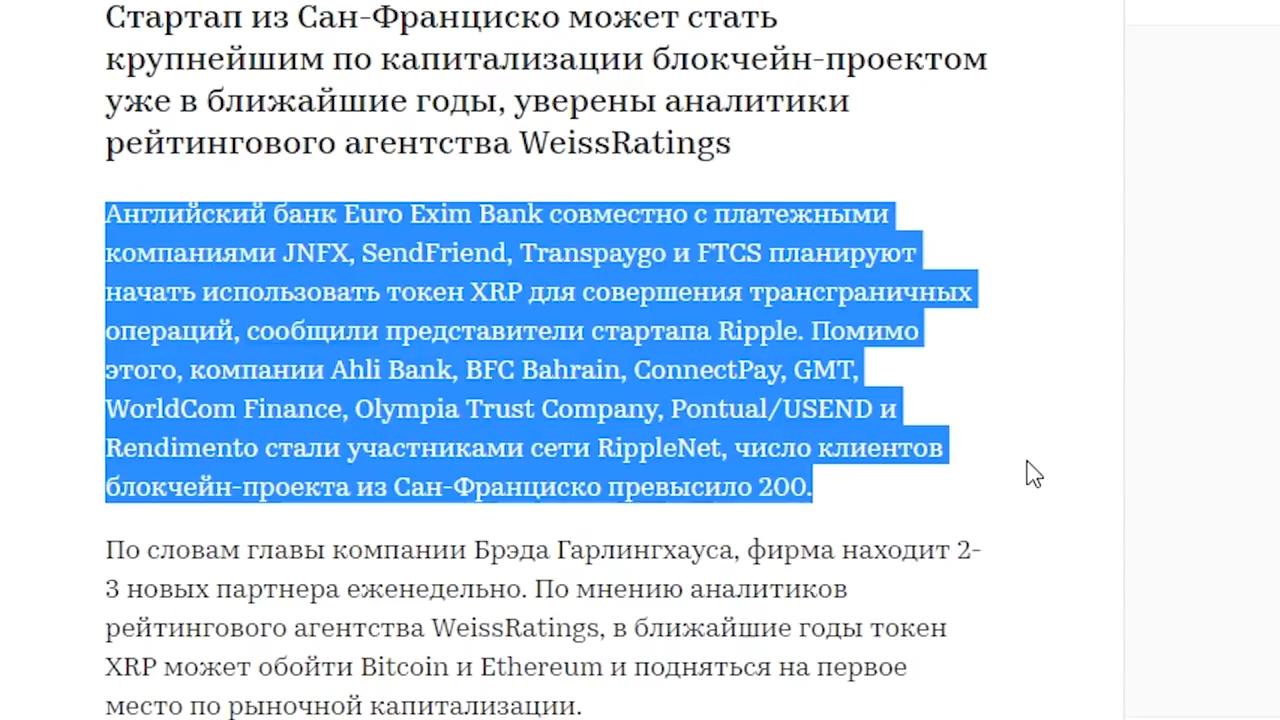 Стартап из Сан-Франциско может стать
крупнейшим по капитализации блокчейн-проектом
уже в ближайшие годы, уверены аналитики
рейтингового агентства WeissRatings
Английский банк Euro Exim Bank совместно с платежными
компаниями JNFX, SendFriend, Transpaygo и FTCS планируют
начать использовать токен XRP для совершения трансграничных
операций, сообщили представители стартапа Ripple. Помимо
этого, компании Ahli Bank, BFC Bahrain, ConnectPay, GMT,
WorldCom Finance, Olympia Trust Company, Pontual/USEND и
Rendimento стали участниками сети RippleNet, число клиентов
блокчейн-проекта из Сан-Франциско превысило 200.
По словам главы компании Брэда Гарлингхауса, фирма находит 2-
3 новых партнера еженедельно. По мнению аналитиков
рейтингового агентства WeissRatings, в ближайшие годы токен
XRP может обойти Bitcoin и Ethereum и подняться на первое
место по рыночной капитализации.